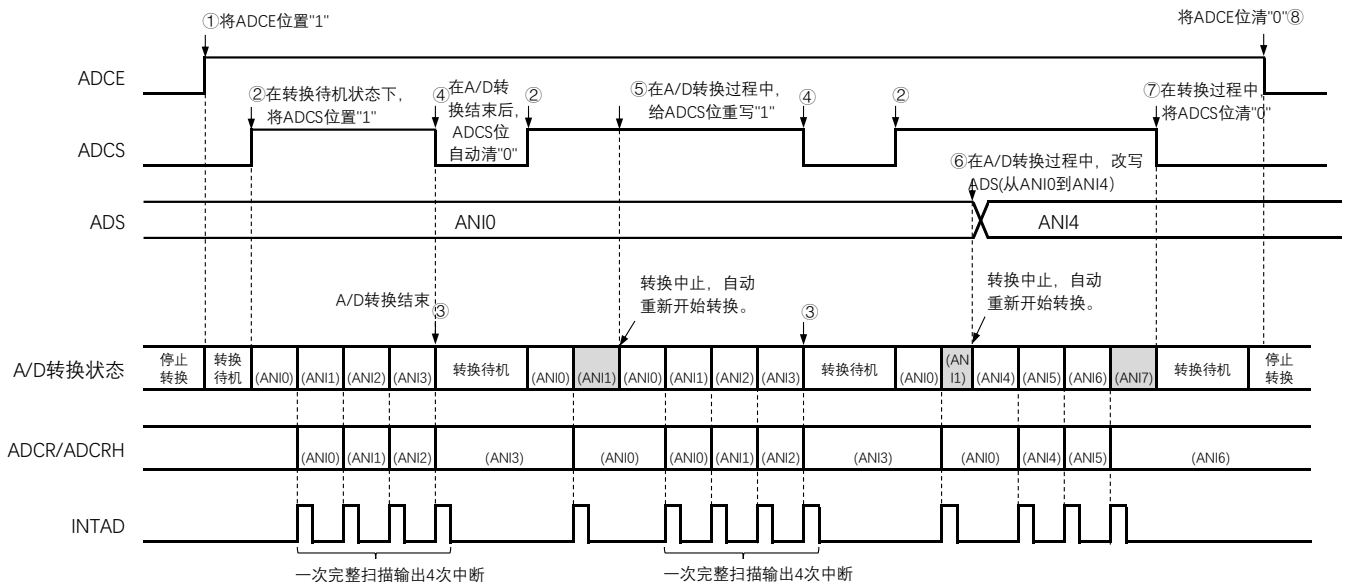 ①将ADCE位置"1"
将ADCE位清"0"⑧
ADCE
②在转换待机状态下，
将ADCS位置"1"
④在A/D转
换结束后，
ADCS位
自动清"0"
②
⑤在A/D转换过程中，
给ADCS位重写"1"
④
②
⑦在转换过程中，
将ADCS位清"0"
ADCS
⑥在A/D转换过程中，改写
ADS(从ANI0到ANI4）
ADS
ANI0
ANI4
A/D转换结束
③
转换中止，自动
重新开始转换。
③
转换中止，自动
重新开始转换。
A/D转换状态
停止
转换
转换
待机
(ANI0)
(ANI1)
(ANI2)
(ANI3)
转换待机
(ANI0)
(ANI1)
(ANI0)
(ANI1)
(ANI2)
(ANI3)
转换待机
(ANI0)
(AN
I1)
(ANI4)
(ANI5)
(ANI6)
(ANI7)
转换待机
停止
转换
ADCR/ADCRH
(ANI0)
(ANI1)
(ANI2)
(ANI3)
(ANI0)
(ANI0)
(ANI1)
(ANI2)
(ANI3)
(ANI0)
(ANI4)
(ANI5)
(ANI6)
INTAD
一次完整扫描输出4次中断
一次完整扫描输出4次中断